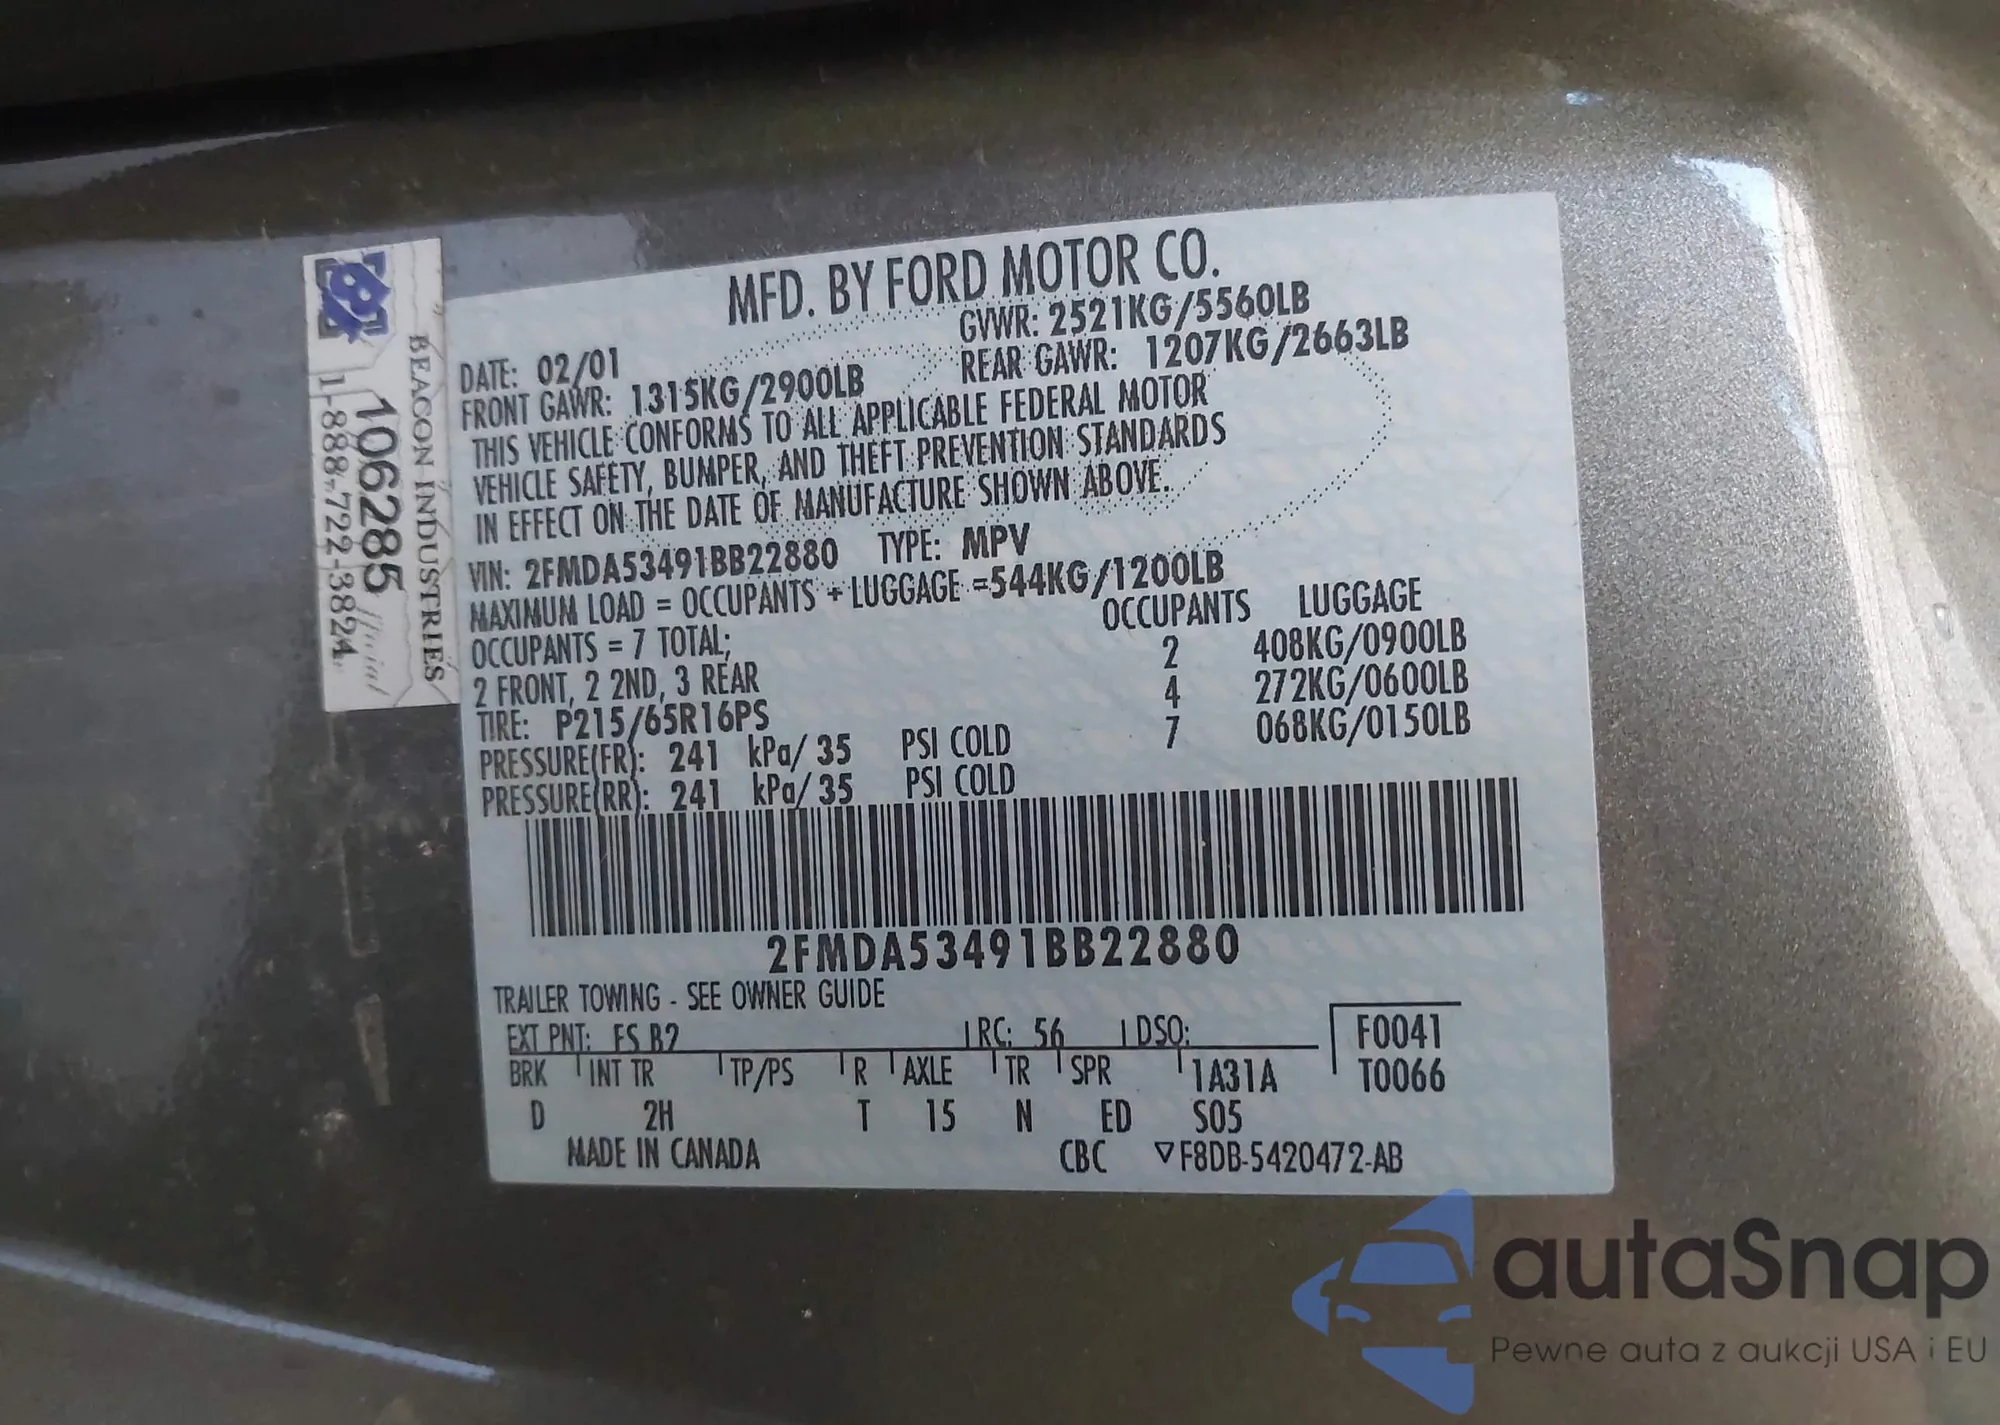 BEACON INDUSTRIES
106285
1-888-722-3824
MFD. BY FORD MOTOR CO.
DATE: 02/01 GVWR: 2521KG/5560LB
FRONT GAWR: 1315KG/2900LB REAR GAWR: 1207KG/2663LB
THIS VEHICLE CONFORMS TO ALL APPLICABLE FEDERAL MOTOR
VEHICLE SAFETY, BUMPER, AND THEFT PREVENTION STANDARDS
IN EFFECT ON THE DATE OF MANUFACTURE SHOWN ABOVE.
VIN: 2FMDA53491BB22880 TYPE: MPV
MAXIMUM LOAD = OCCUPANTS + LUGGAGE =544KG/1200LB
OCCUPANTS = 7 TOTAL; OCCUPANTS LUGGAGE
2 FRONT, 2 2ND, 3 REAR 2 408KG/0900LB
TIRE: P215/65R16PS 4 272KG/0600LB
PRESSURE(FR): 241 kPa/ 35 PSI COLD 7 068KG/0150LB
PRESSURE(RR): 241 kPa/ 35 PSI COLD
2FMDA53491BB22880
TRAILER TOWING - SEE OWNER GUIDE
EXT PNT: FS B2 RC: 56 DSO: F0041
BRK INT TR TP/PS R AXLE TR SPR 1A31A T0066
D 2H T 15 N ED S05
MADE IN CANADA CBC F8DB-5420472-AB
autaSnap
Pewne auta z aukcji USA i EU